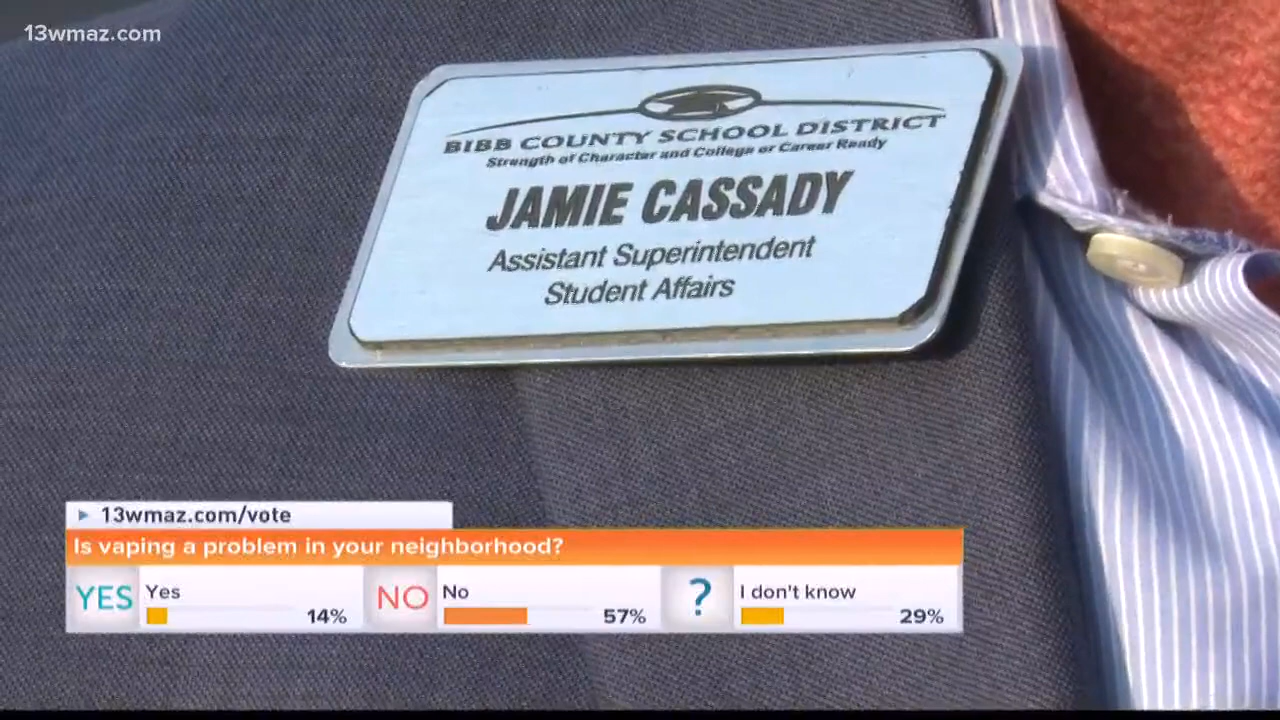 13wmaz.com
BIBB COUNTY SCHOOL DISTRICT
Strength of Character and College or Career Ready
JAMIE CASSADY
Assistant Superintendent
Student Affairs
13wmaz.com/vote
Is vaping a problem in your neighborhood?
YES Yes 14%
NO No 57%
? I don't know 29%